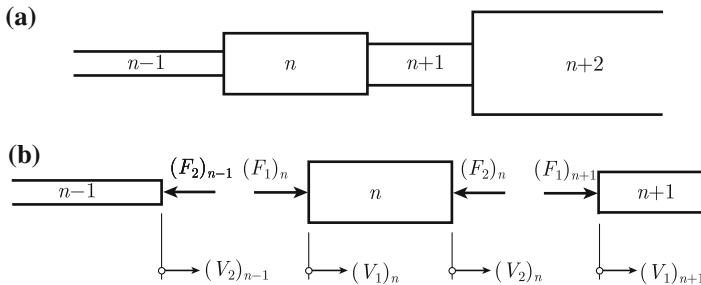 (a)
n−1 n n+1 n+2
(b)
(F₂)ₙ₋₁ (F₁)ₙ (F₂)ₙ (F₁)ₙ₊₁
n−1 n n+1
(V₂)ₙ₋₁ (V₁)ₙ (V₂)ₙ (V₁)ₙ₊₁